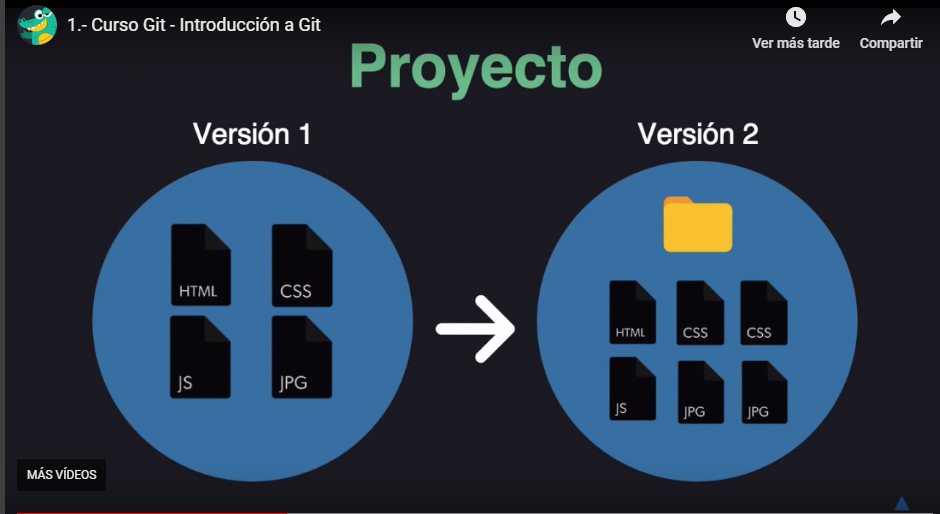 1.- Curso Git - Introducción a Git
Ver más tarde
Compartir
Proyecto
Versión 1
Versión 2
HTML
CSS
JS
JPG
HTML
CSS
CSS
JS
JPG
JPG
MÁS VÍDEOS